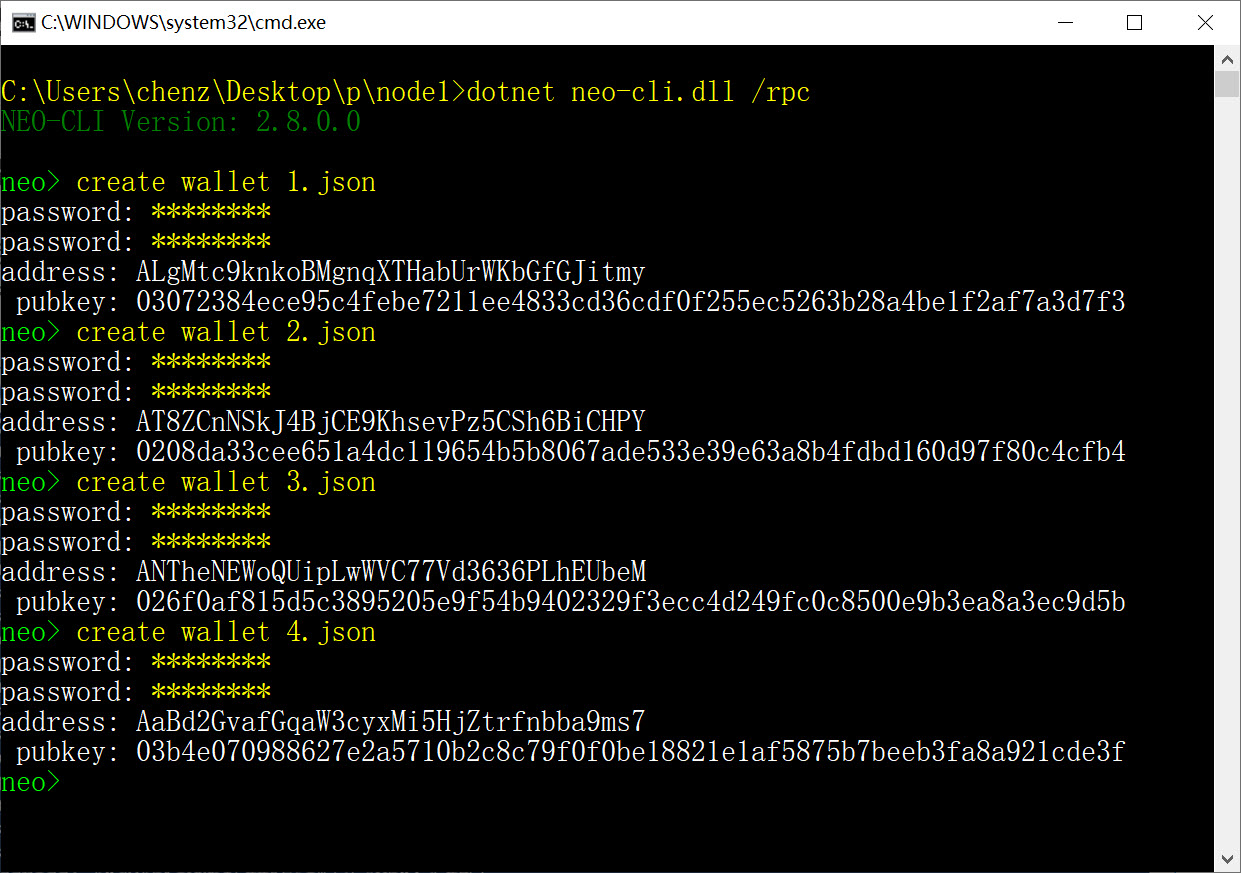 C:\WINDOWS\system32\cmd.exe
C:\Users\chenz\Desktop\p\node1>dotnet neo-cli.dll /rpc
NEO-CLI Version: 2.8.0.0
neo> create wallet 1.json
password: ********
password: ********
address: ALgMtc9knkoBMgnqXTHabUrWKbGfGJitmy
pubkey: 03072384ece95c4febe7211ee4833cd36cdf0f255ec5263b28a4be1f2af7a3d7f3
neo> create wallet 2.json
password: ********
password: ********
address: AT8ZCnNSkJ4BjCE9KhsevPz5CSh6BiCHPY
pubkey: 0208da33cee651a4dc119654b5b8067ade533e39e63a8b4fdbd160d97f80c4cfb4
neo> create wallet 3.json
password: ********
password: ********
address: ANTheNEWoQUipLwWVC77Vd3636PLhEUbeM
pubkey: 026f0af815d5c3895205e9f54b9402329f3ecc4d249fc0c8500e9b3ea8a3ec9d5b
neo> create wallet 4.json
password: ********
password: ********
address: AaBd2GvafGqaW3cyxMi5HjZtrfnbba9ms7
pubkey: 03b4e070988627e2a5710b2c8c79f0f0be18821e1af5875b7beeb3fa8a921cde3f
neo>